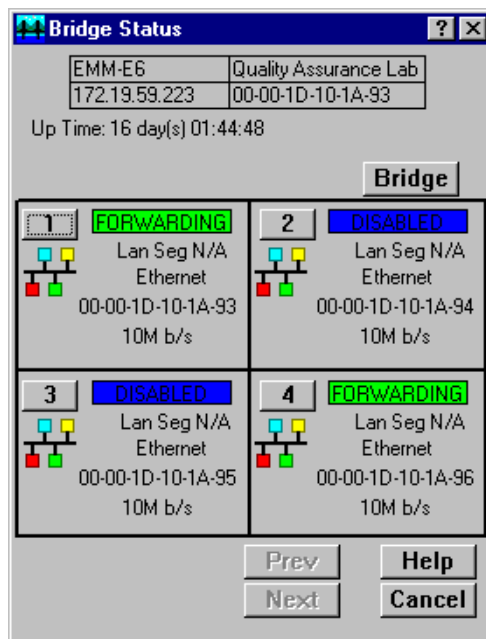 Bridge Status
? X
EMM-E6 Quality Assurance Lab
172.19.59.223 00-00-1D-10-1A-93
Up Time: 16 day(s) 01:44:48
Bridge
1 FORWARDING
Lan Seg N/A
Ethernet
00-00-1D-10-1A-93
10M b/s
2 DISABLED
Lan Seg N/A
Ethernet
00-00-1D-10-1A-94
10M b/s
3 DISABLED
Lan Seg N/A
Ethernet
00-00-1D-10-1A-95
10M b/s
4 FORWARDING
Lan Seg N/A
Ethernet
00-00-1D-10-1A-96
10M b/s
Prev Help
Next Cancel